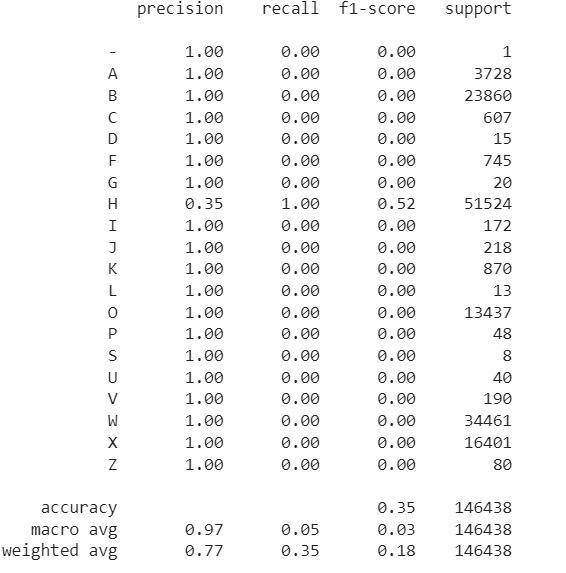 precision recall f1-score support
- 1.00 0.00 0.00 1
A 1.00 0.00 0.00 3728
B 1.00 0.00 0.00 23860
C 1.00 0.00 0.00 607
D 1.00 0.00 0.00 15
F 1.00 0.00 0.00 745
G 1.00 0.00 0.00 20
H 0.35 1.00 0.52 51524
I 1.00 0.00 0.00 172
J 1.00 0.00 0.00 218
K 1.00 0.00 0.00 870
L 1.00 0.00 0.00 13
O 1.00 0.00 0.00 13437
P 1.00 0.00 0.00 48
S 1.00 0.00 0.00 8
U 1.00 0.00 0.00 40
V 1.00 0.00 0.00 190
W 1.00 0.00 0.00 34461
X 1.00 0.00 0.00 16401
Z 1.00 0.00 0.00 80
accuracy 0.35 146438
macro avg 0.97 0.05 0.03 146438
weighted avg 0.77 0.35 0.18 146438